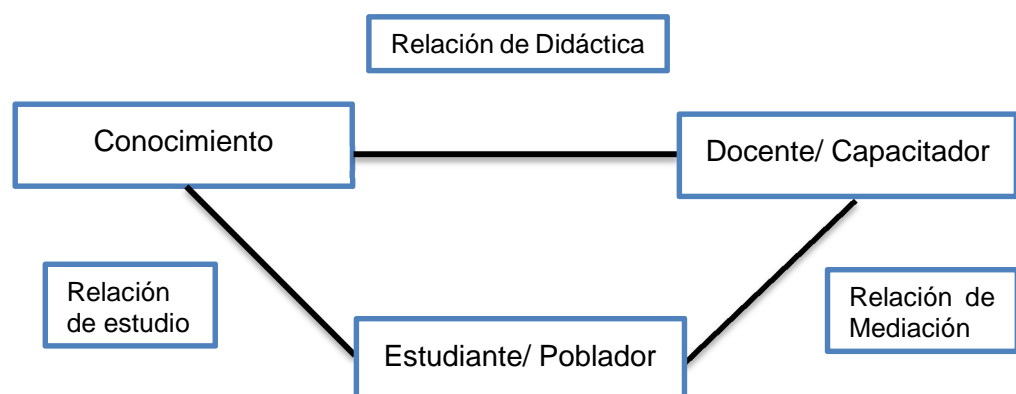 Relación de Didáctica
Conocimiento
Docente/ Capacitador
Relación
de estudio
Relación de
Mediación
Estudiante/ Poblador